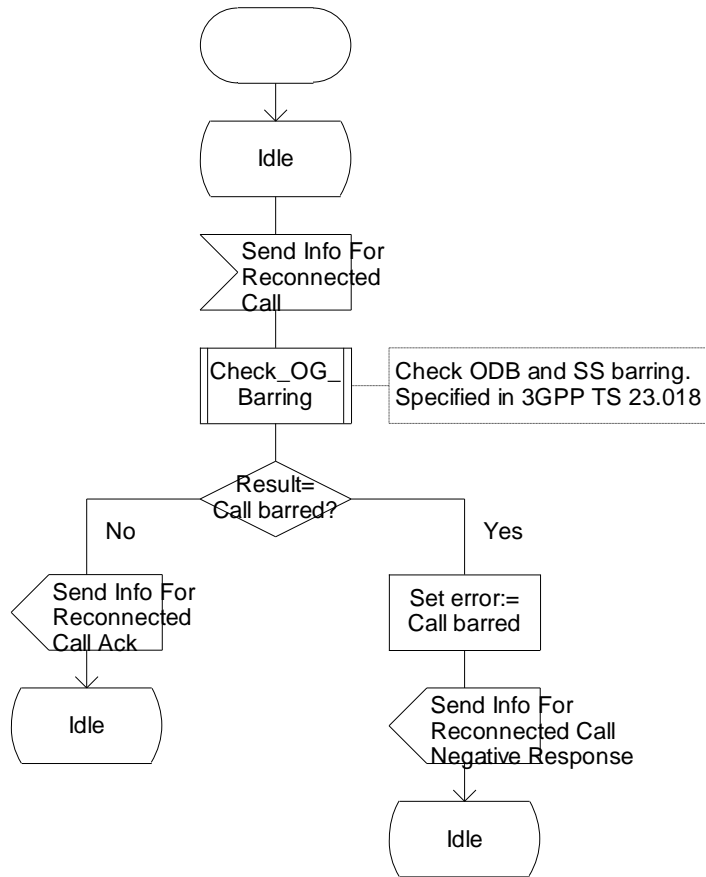 Idle
Send Info For
Reconnected
Call
Check_OG_
Barring
Check ODB and SS barring.
Specified in 3GPP TS 23.018
Result=
Call barred?
No
Yes
Send Info For
Reconnected
Call Ack
Set error:=
Call barred
Idle
Send Info For
Reconnected Call
Negative Response
Idle